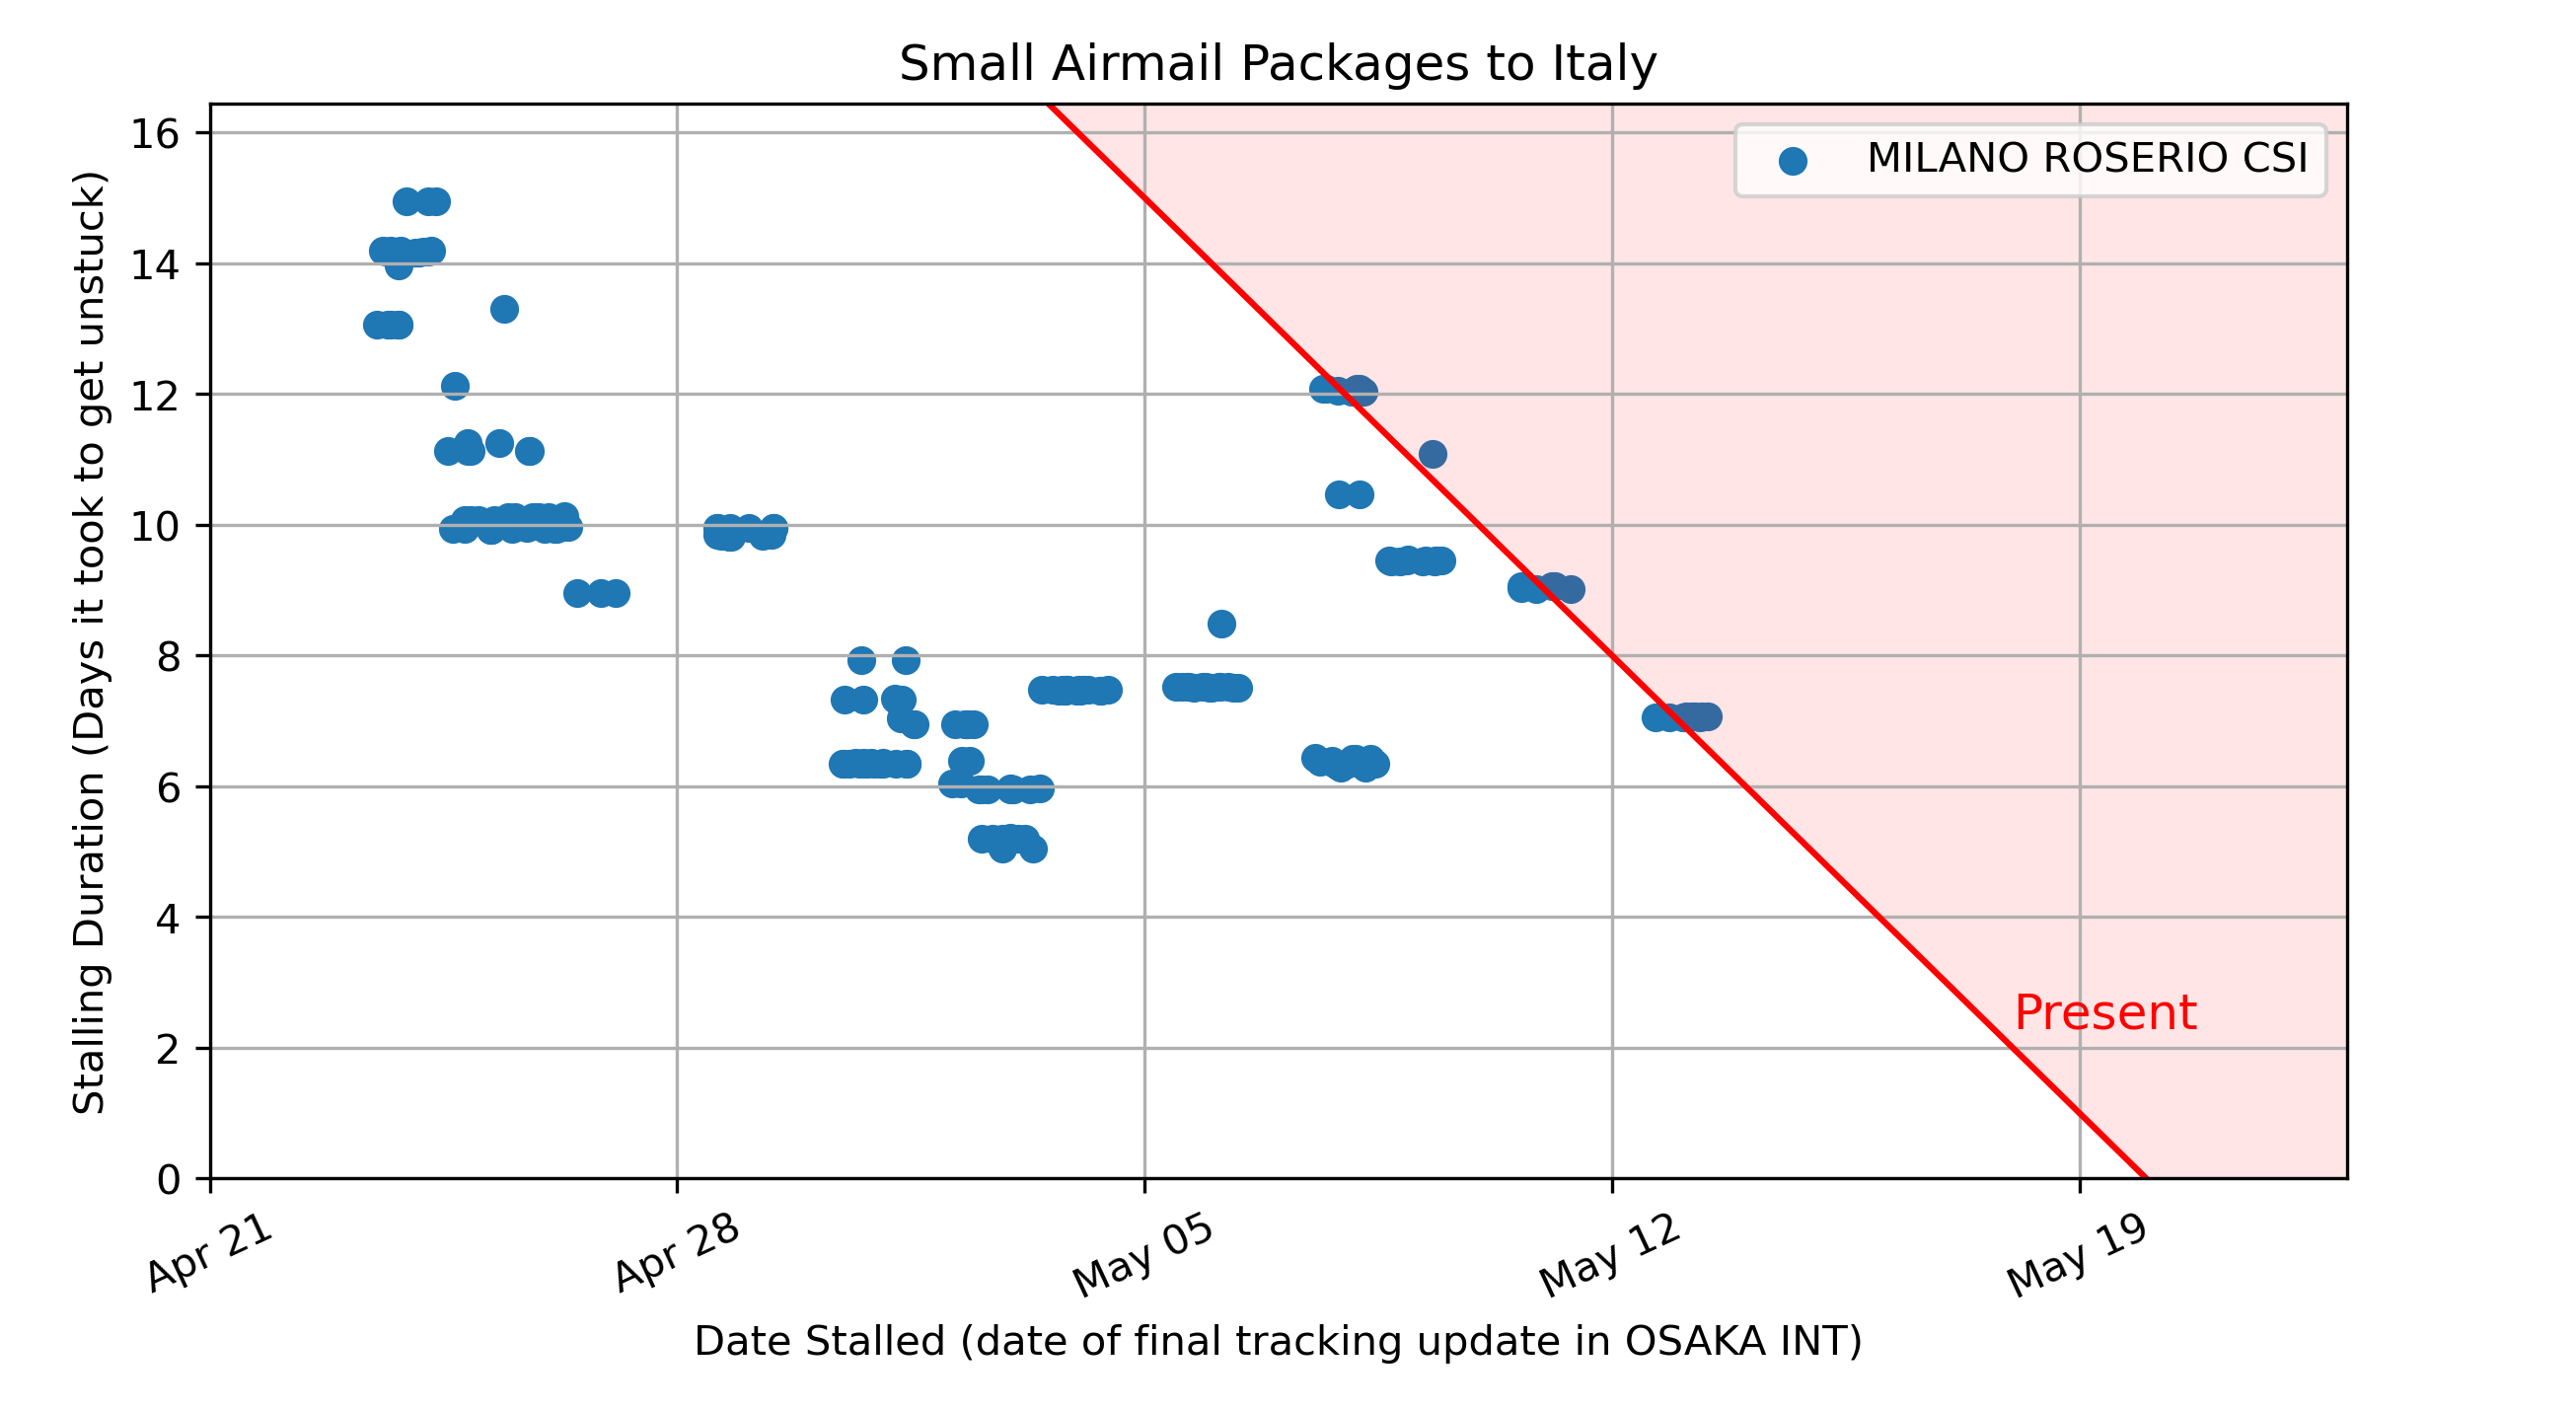 Small Airmail Packages to Italy
MILANO ROSERIO CSI
Stalling Duration (Days it took to get unstuck)
16
14
12
10
8
6
4
2
0
Present
Apr 21
Apr 28
May 05
May 12
May 19
Date Stalled (date of final tracking update in OSAKA INT)